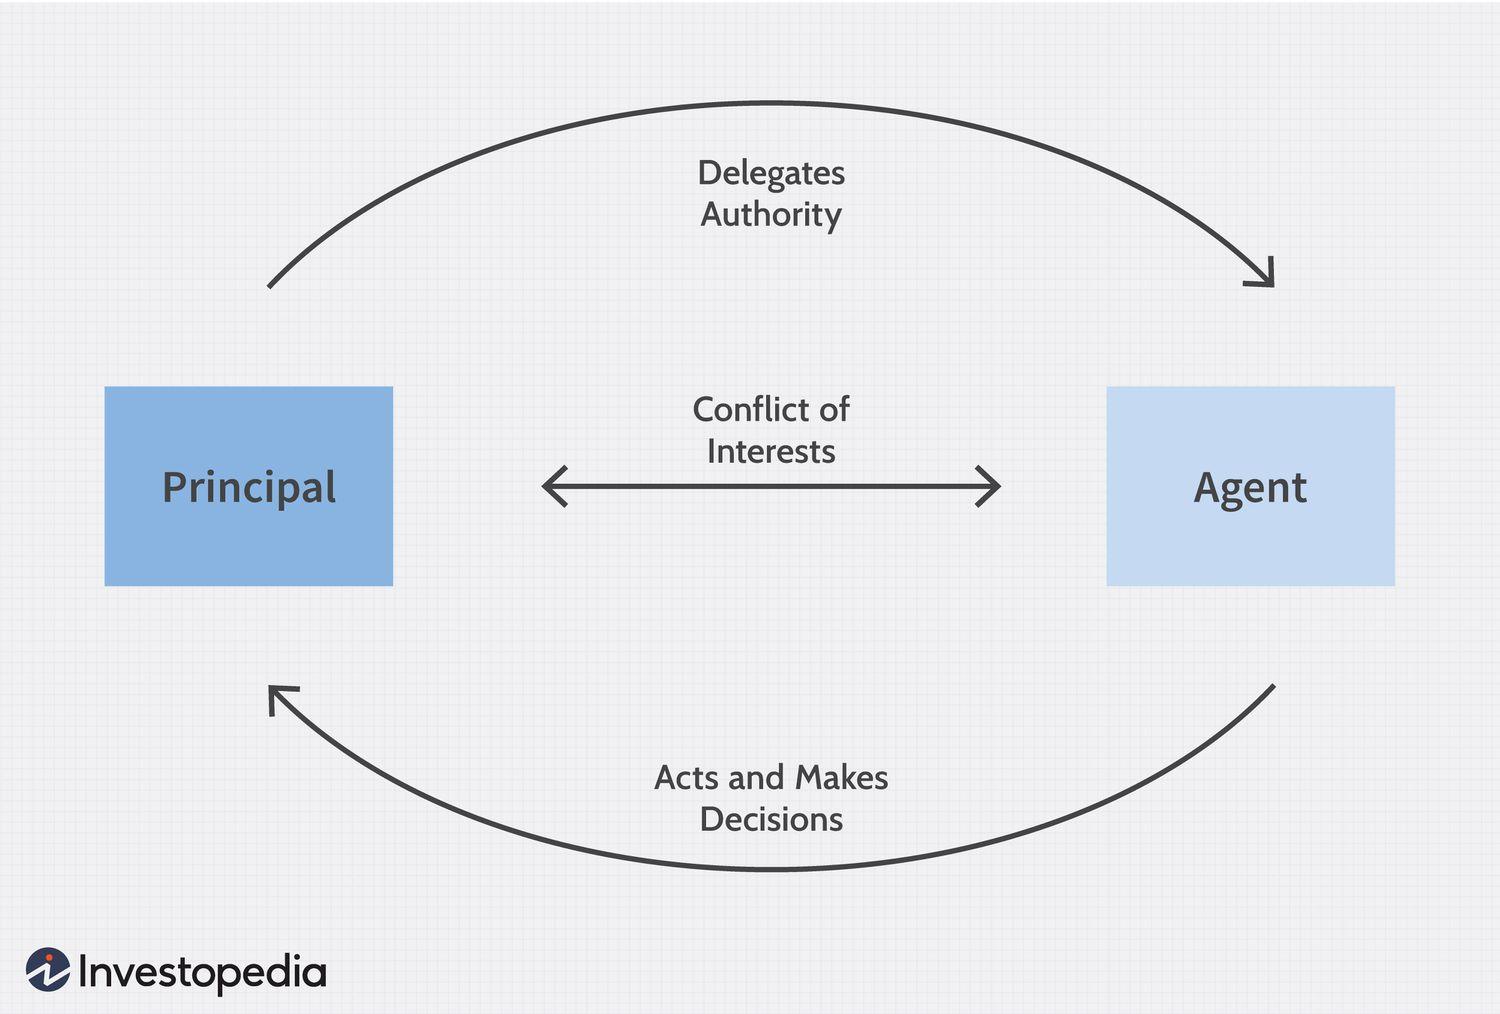 Delegates
Authority
Conflict of
Interests
Principal
Agent
Acts and Makes
Decisions
Investopedia